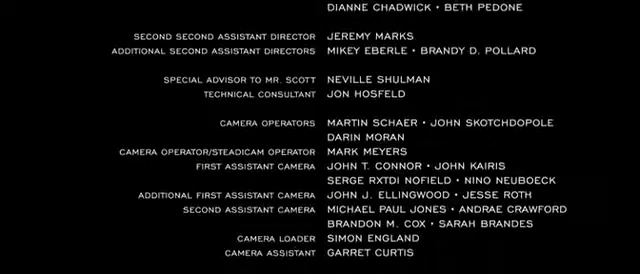 DIANNE CHADWICK • BETH PEDONE
SECOND SECOND ASSISTANT DIRECTOR JEREMY MARKS
ADDITIONAL SECOND ASSISTANT DIRECTORS MIKEY EBERLE • BRANDY D. POLLARD
SPECIAL ADVISOR TO MR. SCOTT NEVILLE SHULMAN
TECHNICAL CONSULTANT JON HOSFELD
CAMERA OPERATORS MARTIN SCHAER • JOHN SKOTCHDOPOLE
DARIN MORAN
CAMERA OPERATOR/STEADICAM OPERATOR MARK MEYERS
FIRST ASSISTANT CAMERA JOHN T. CONNOR • JOHN KAIRIS
SERGE RXTDI NOFIELD • NINO NEUBOECK
ADDITIONAL FIRST ASSISTANT CAMERA JOHN J. ELLINGWOOD • JESSE ROTH
SECOND ASSISTANT CAMERA MICHAEL PAUL JONES • ANDRAE CRAWFORD
BRANDON M. COX • SARAH BRANDES
CAMERA LOADER SIMON ENGLAND
CAMERA ASSISTANT GARRET CURTIS